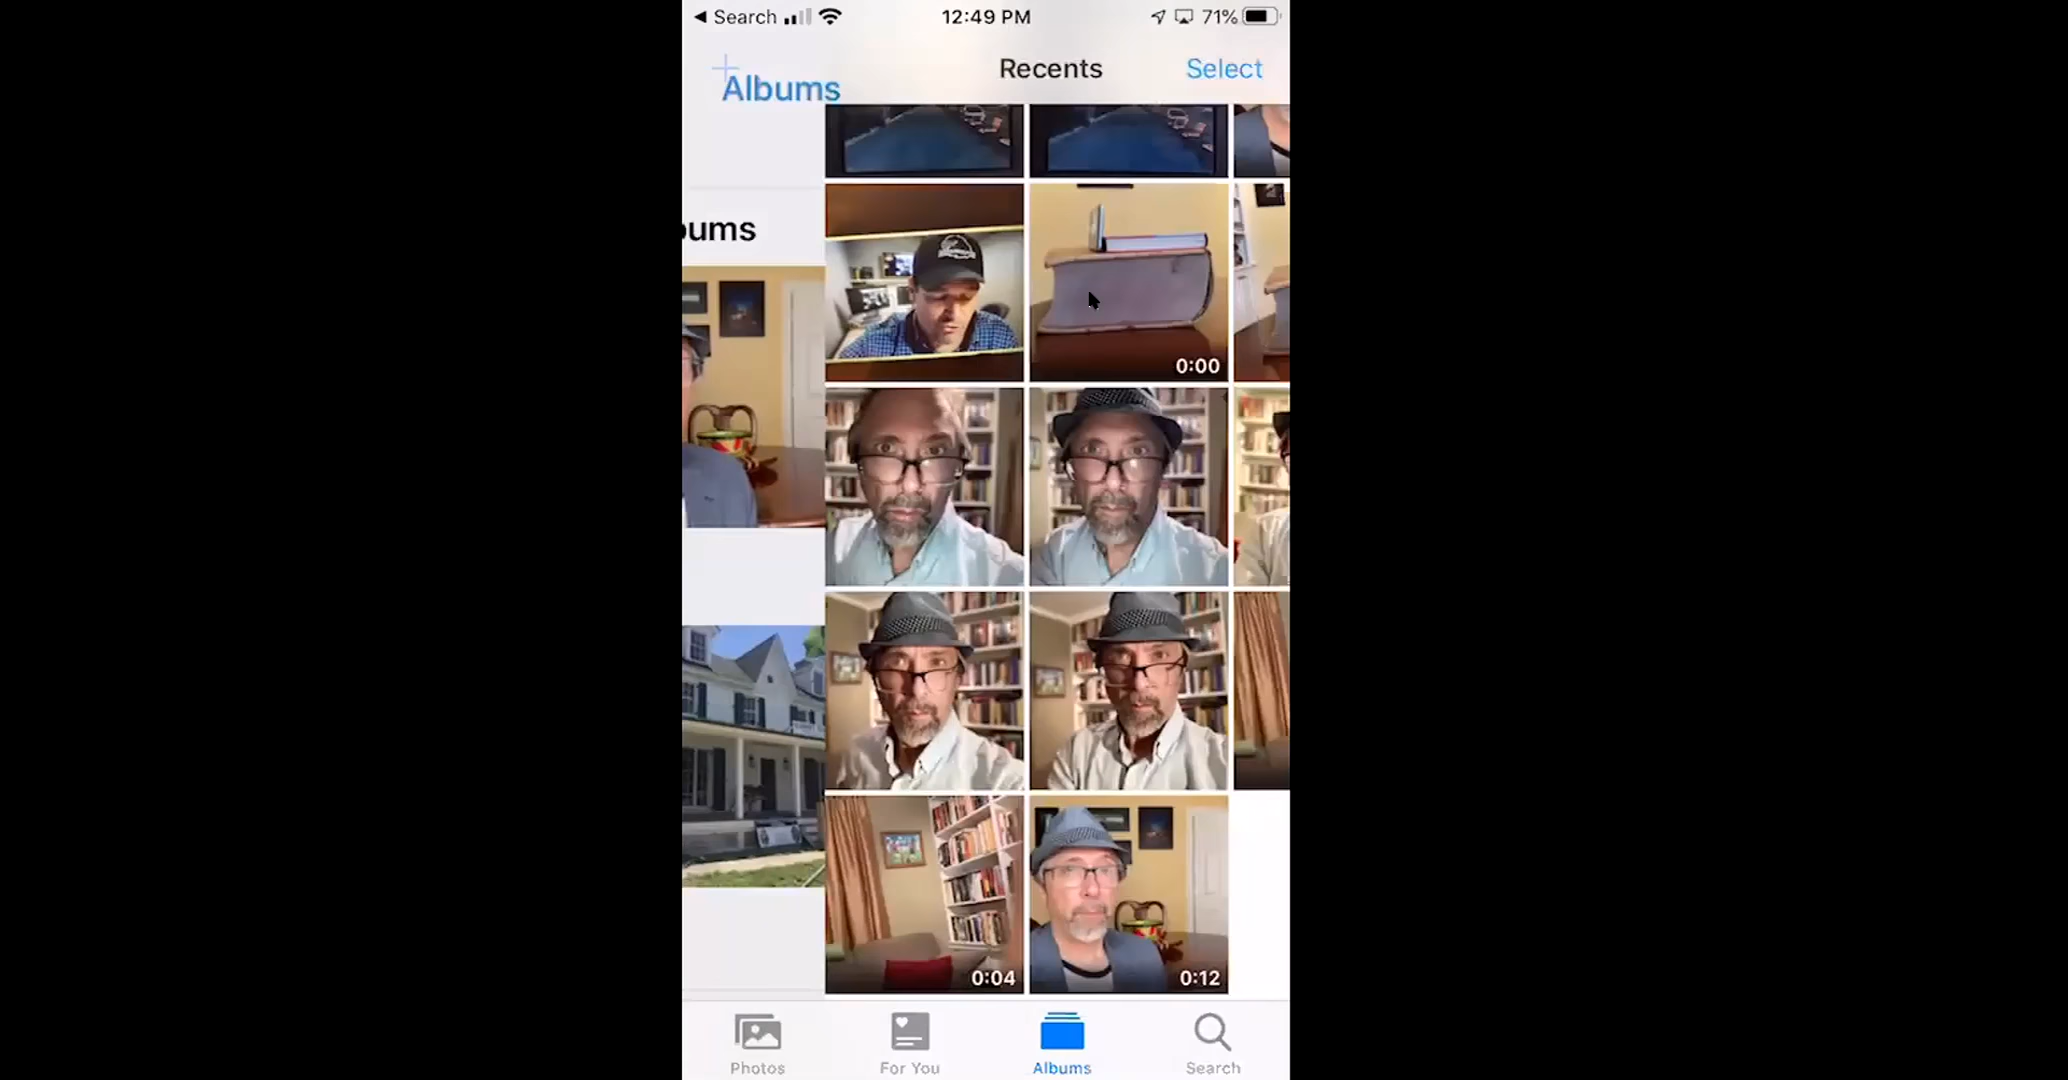 ◀ Search 12:49 PM 71%
Albums Recents Select
bums
0:00
0:04 0:12
Photos For You Albums Search